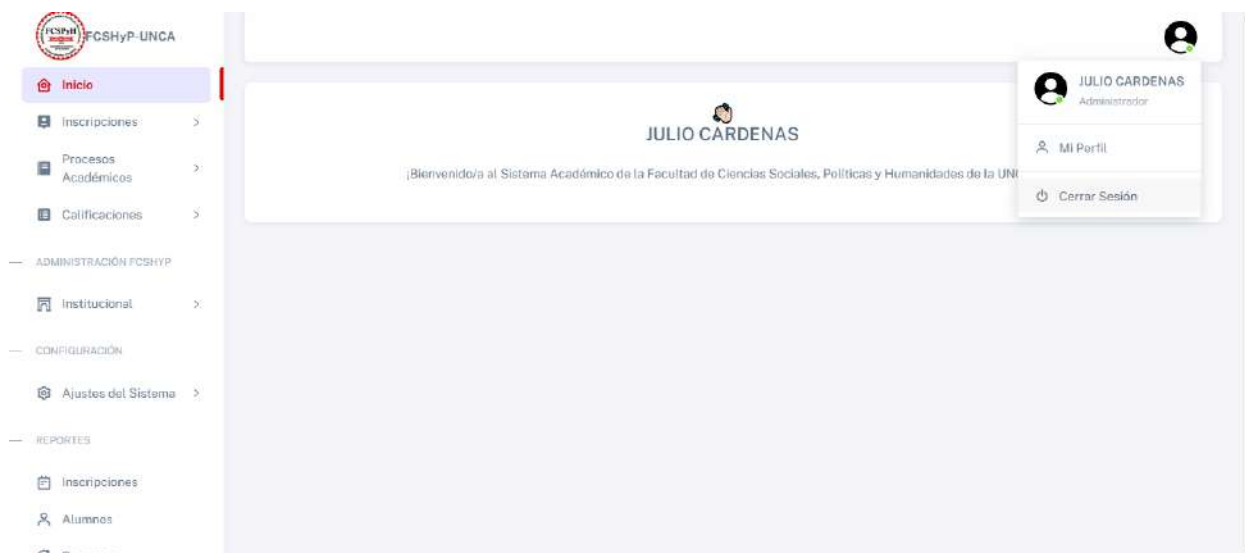 FCSHyP-UNCA
Inicio
Inscripciones
Procesos
Académicos
Calificaciones
ADMINISTRACIÓN FCSHYP
Institucional
CONFIGURACIÓN
Ajustes del Sistema
REPORTES
Inscripciones
Alumnos
JULIO CARDENAS
¡Bienvenido/a al Sistema Académico de la Facultad de Ciencias Sociales, Políticas y Humanidades de la
JULIO CARDENAS
Administrador
Mi Perfil
Cerrar Sesión